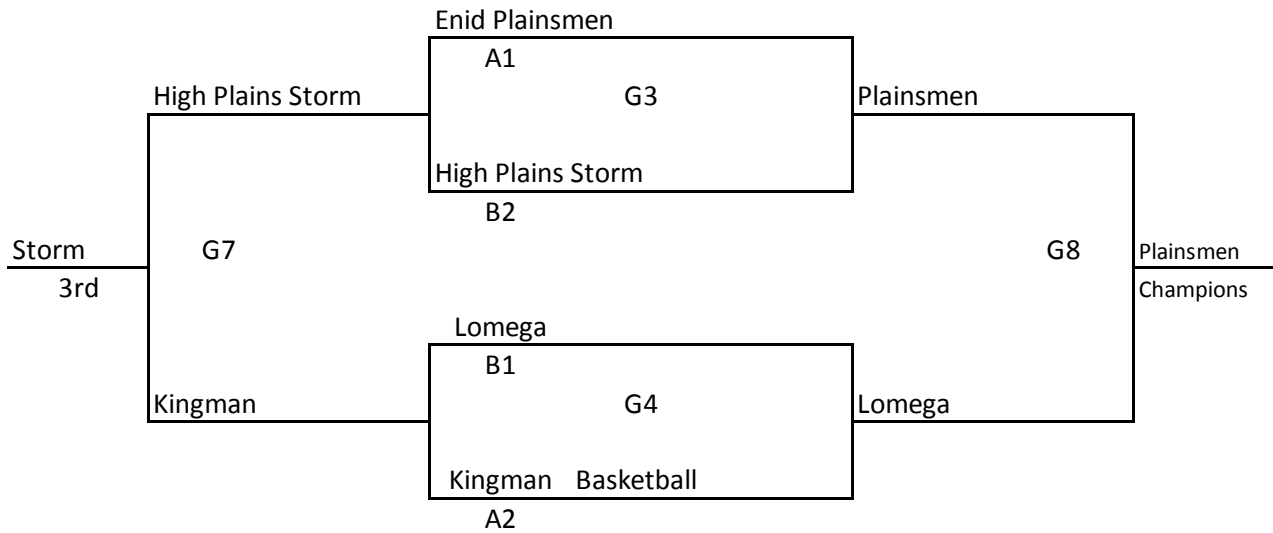 Enid Plainsmen
A1
High Plains Storm
G3
Plainsmen
High Plains Storm
B2
Storm
G7
G8
Plainsmen
3rd
Champions
Lomega
B1
Kingman
G4
Lomega
Kingman Basketball
A2